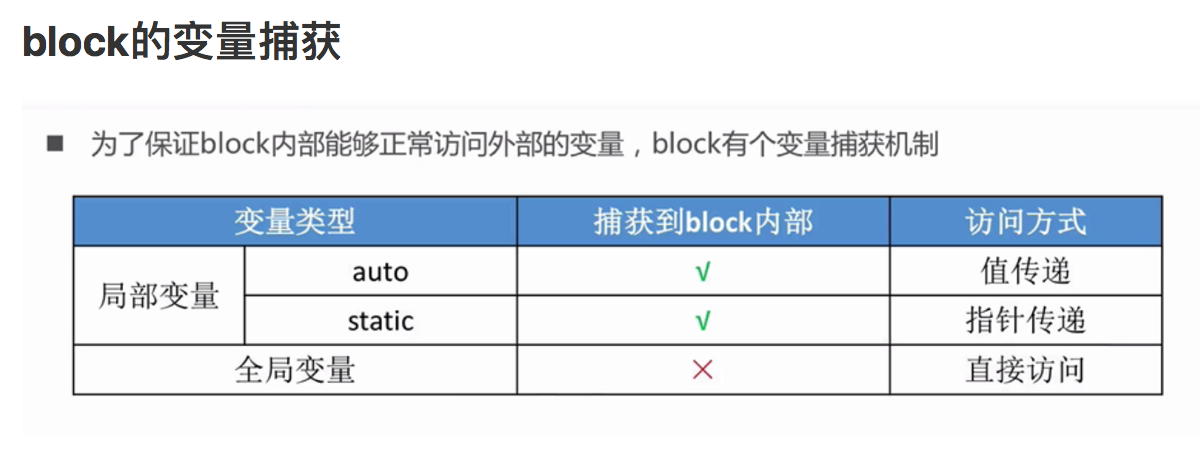 block的变量捕获
■ 为了保证block内部能够正常访问外部的变量，block有个变量捕获机制
变量类型 捕获到block内部 访问方式
局部变量 auto √ 值传递
static √ 指针传递
全局变量 × 直接访问